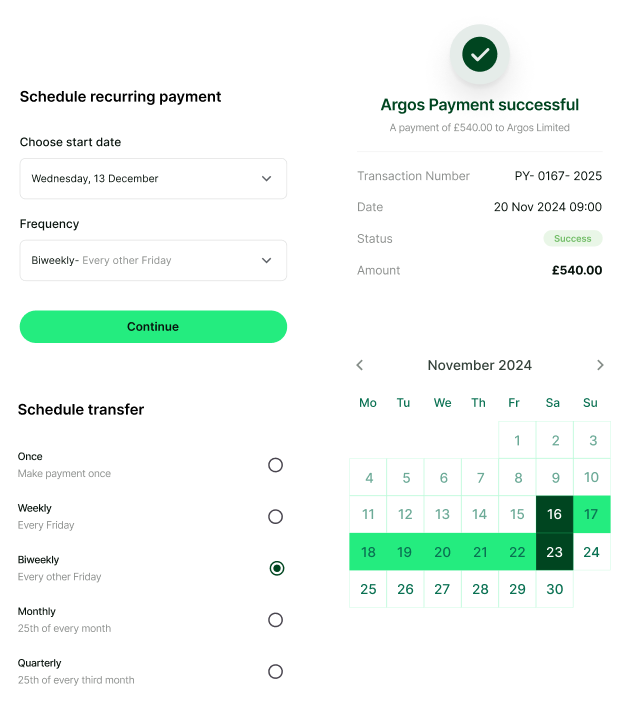 Schedule recurring payment
Choose start date
Wednesday, 13 December
Frequency
Biweekly- Every other Friday
Continue
Schedule transfer
Once
Make payment once
Weekly
Every Friday
Biweekly
Every other Friday
Monthly
25th of every month
Quarterly
25th of every third month
Argos Payment successful
A payment of £540.00 to Argos Limited
Transaction Number PY- 0167- 2025
Date 20 Nov 2024 09:00
Status Success
Amount £540.00
November 2024
Mo Tu We Th Fr Sa Su
1 2 3
4 5 6 7 8 9 10
11 12 13 14 15 16 17
18 19 20 21 22 23 24
25 26 27 28 29 30